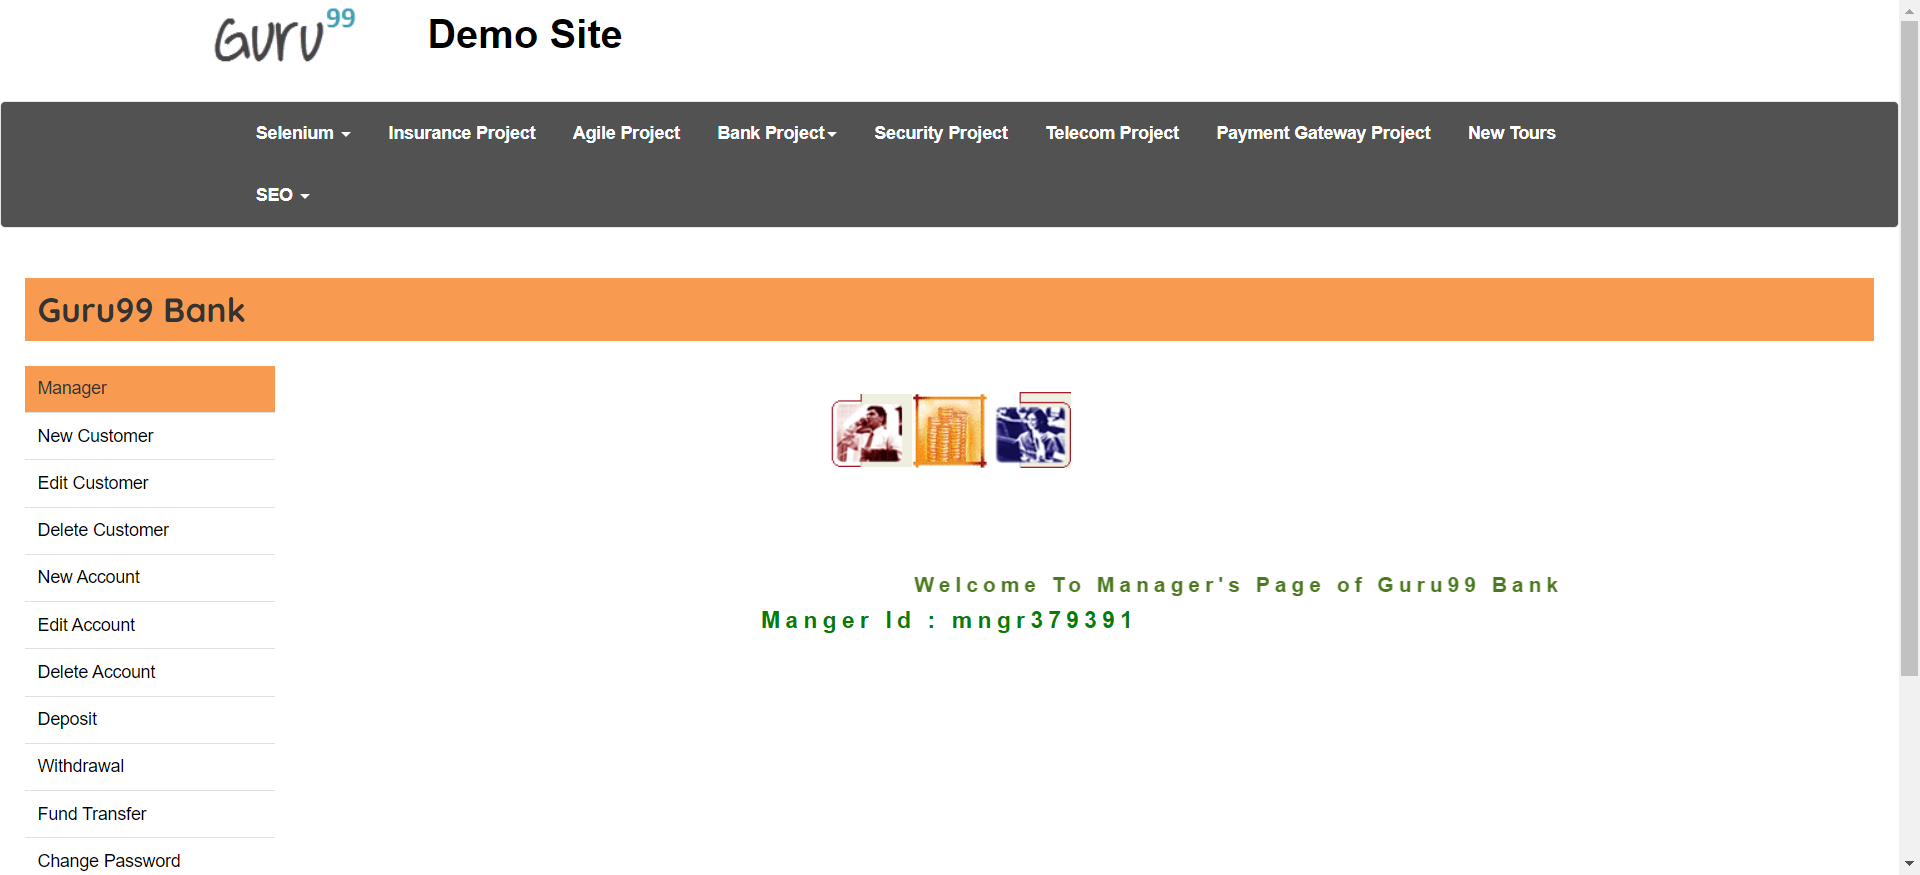 Guru99
Demo Site
Selenium
Insurance Project
Agile Project
Bank Project
Security Project
Telecom Project
Payment Gateway Project
New Tours
SEO
Guru99 Bank
Manager
New Customer
Edit Customer
Delete Customer
New Account
Edit Account
Delete Account
Deposit
Withdrawal
Fund Transfer
Change Password
Welcome To Manager's Page of Guru99 Bank
Manger Id : mngr379391